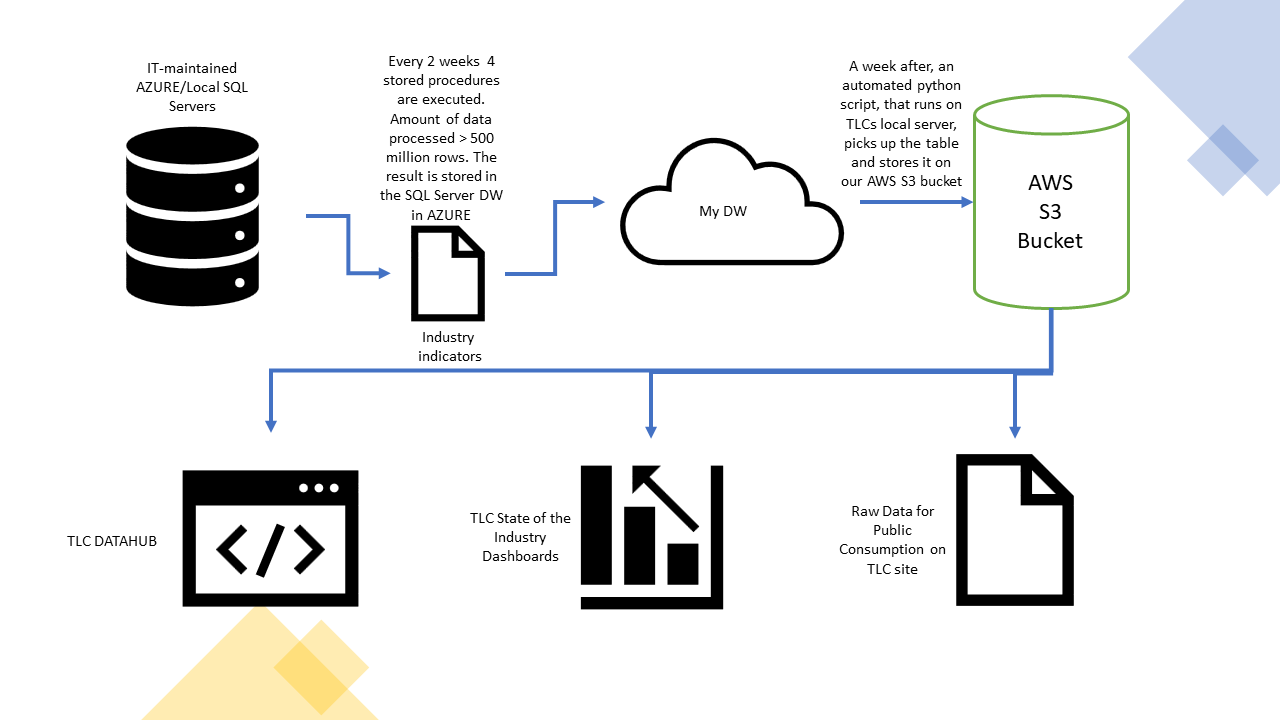 IT-maintained
AZURE/Local SQL
Servers
Every 2 weeks 4
stored procedures
are executed.
Amount of data
processed > 500
million rows. The
result is stored in
the SQL Server DW
in AZURE
Industry
indicators
My DW
A week after, an
automated python
script, that runs on
TLCs local server,
picks up the table
and stores it on
our AWS S3 bucket
AWS
S3
Bucket
TLC DATAHUB
TLC State of the
Industry
Dashboards
Raw Data for
Public
Consumption on
TLC site